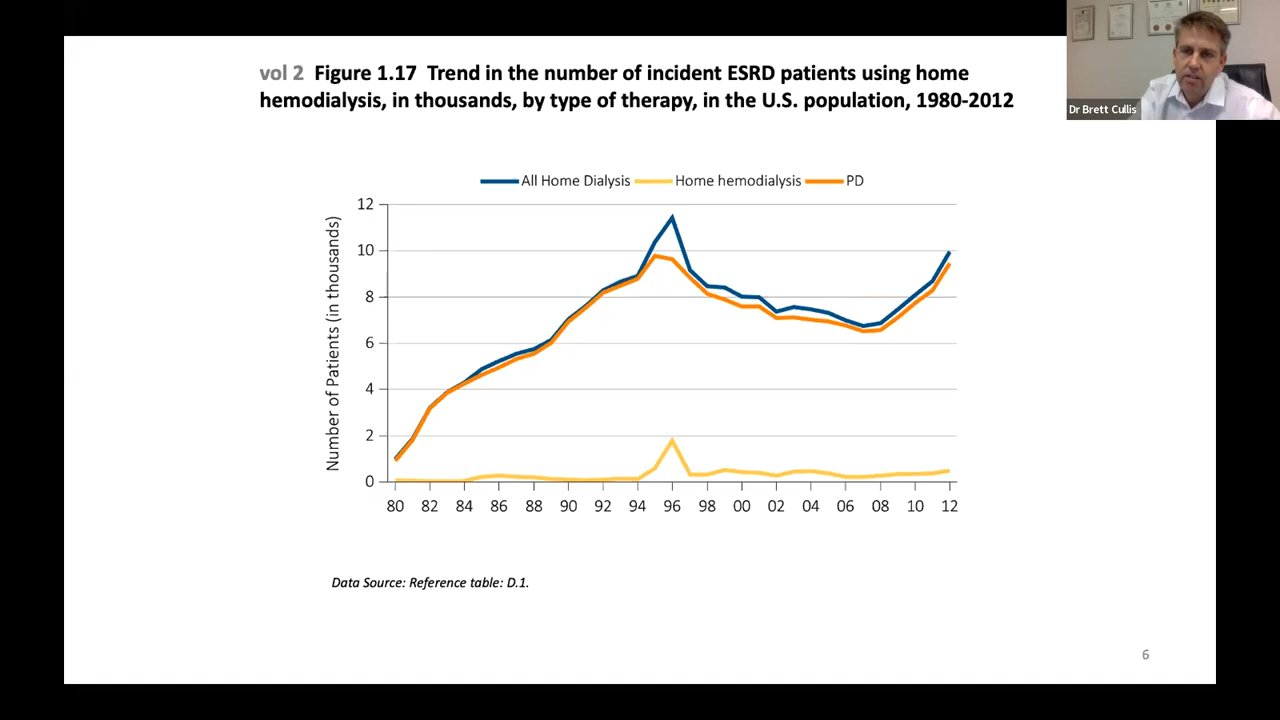 vol 2 Figure 1.17 Trend in the number of incident ESRD patients using home
hemodialysis, in thousands, by type of therapy, in the U.S. population, 1980-2012
Dr Brett Cullis
All Home Dialysis Home hemodialysis PD
Number of Patients (in thousands)
12
10
8
6
4
2
0
80 82 84 86 88 90 92 94 96 98 00 02 04 06 08 10 12
Data Source: Reference table: D.1.
6